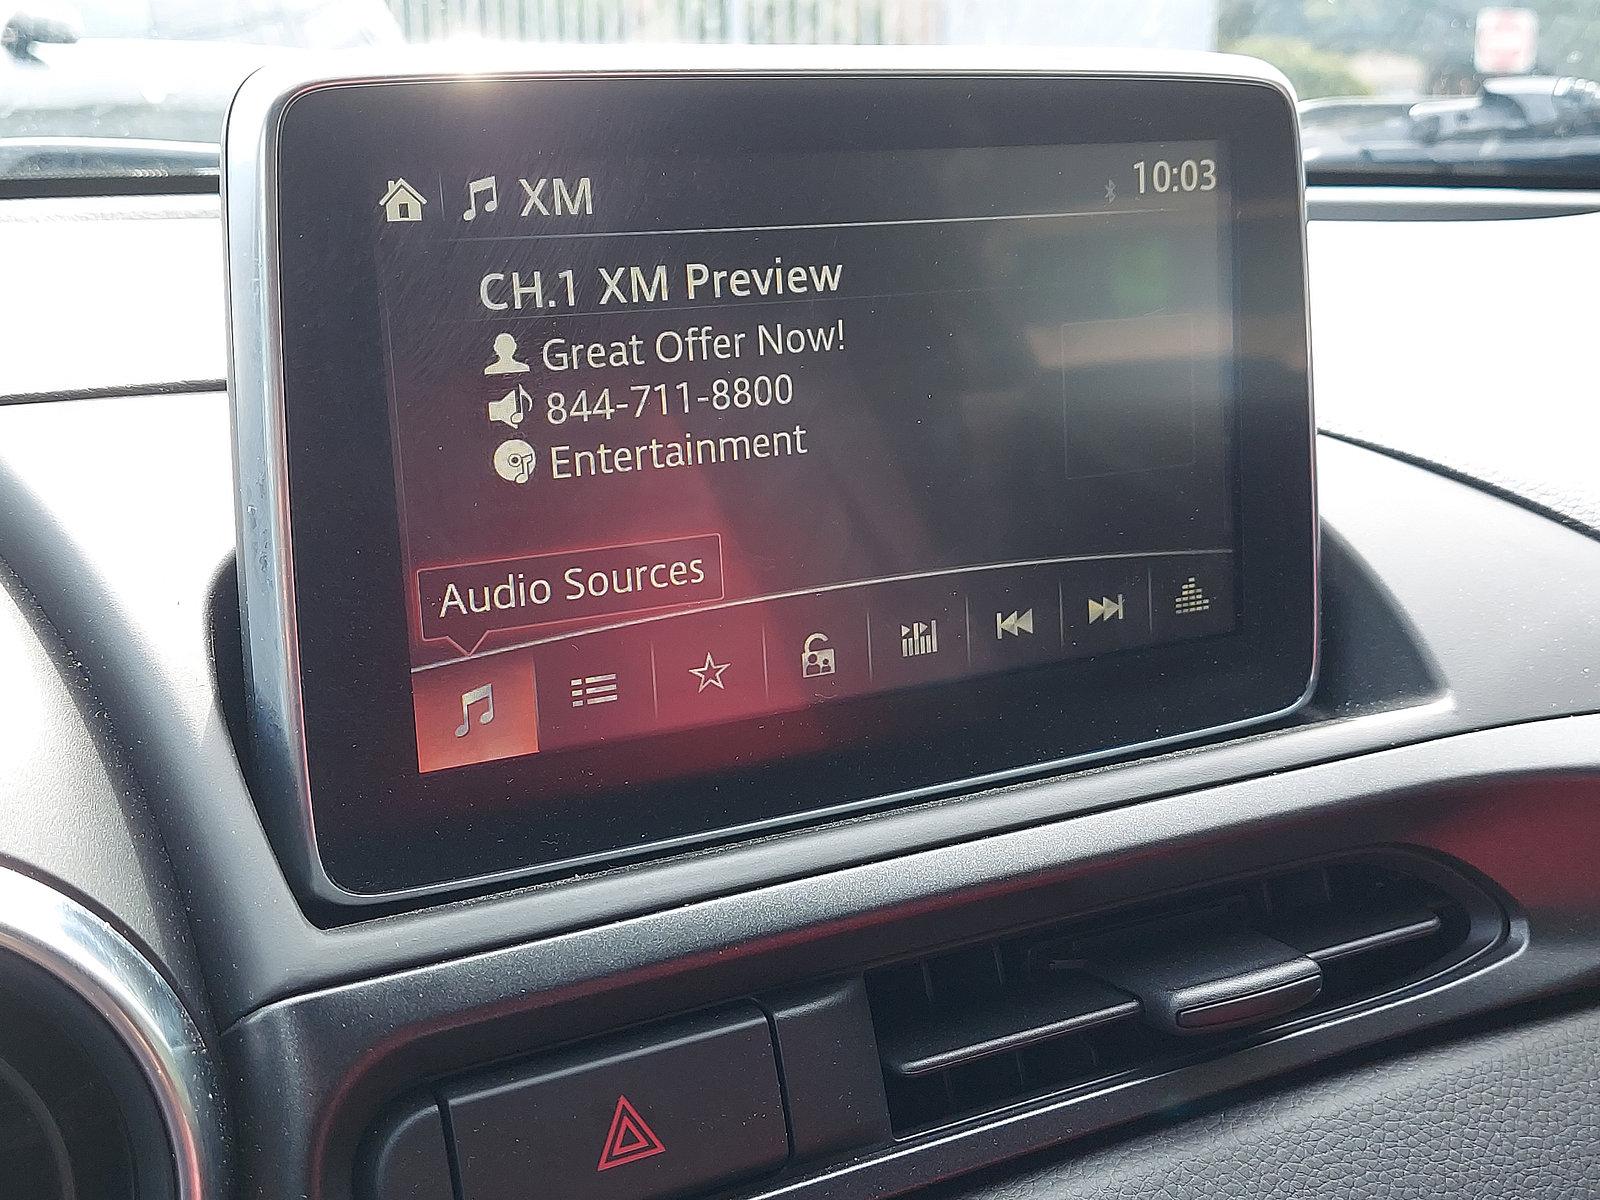 XM
10:03
CH.1 XM Preview
Great Offer Now!
844-711-8800
Entertainment
Audio Sources